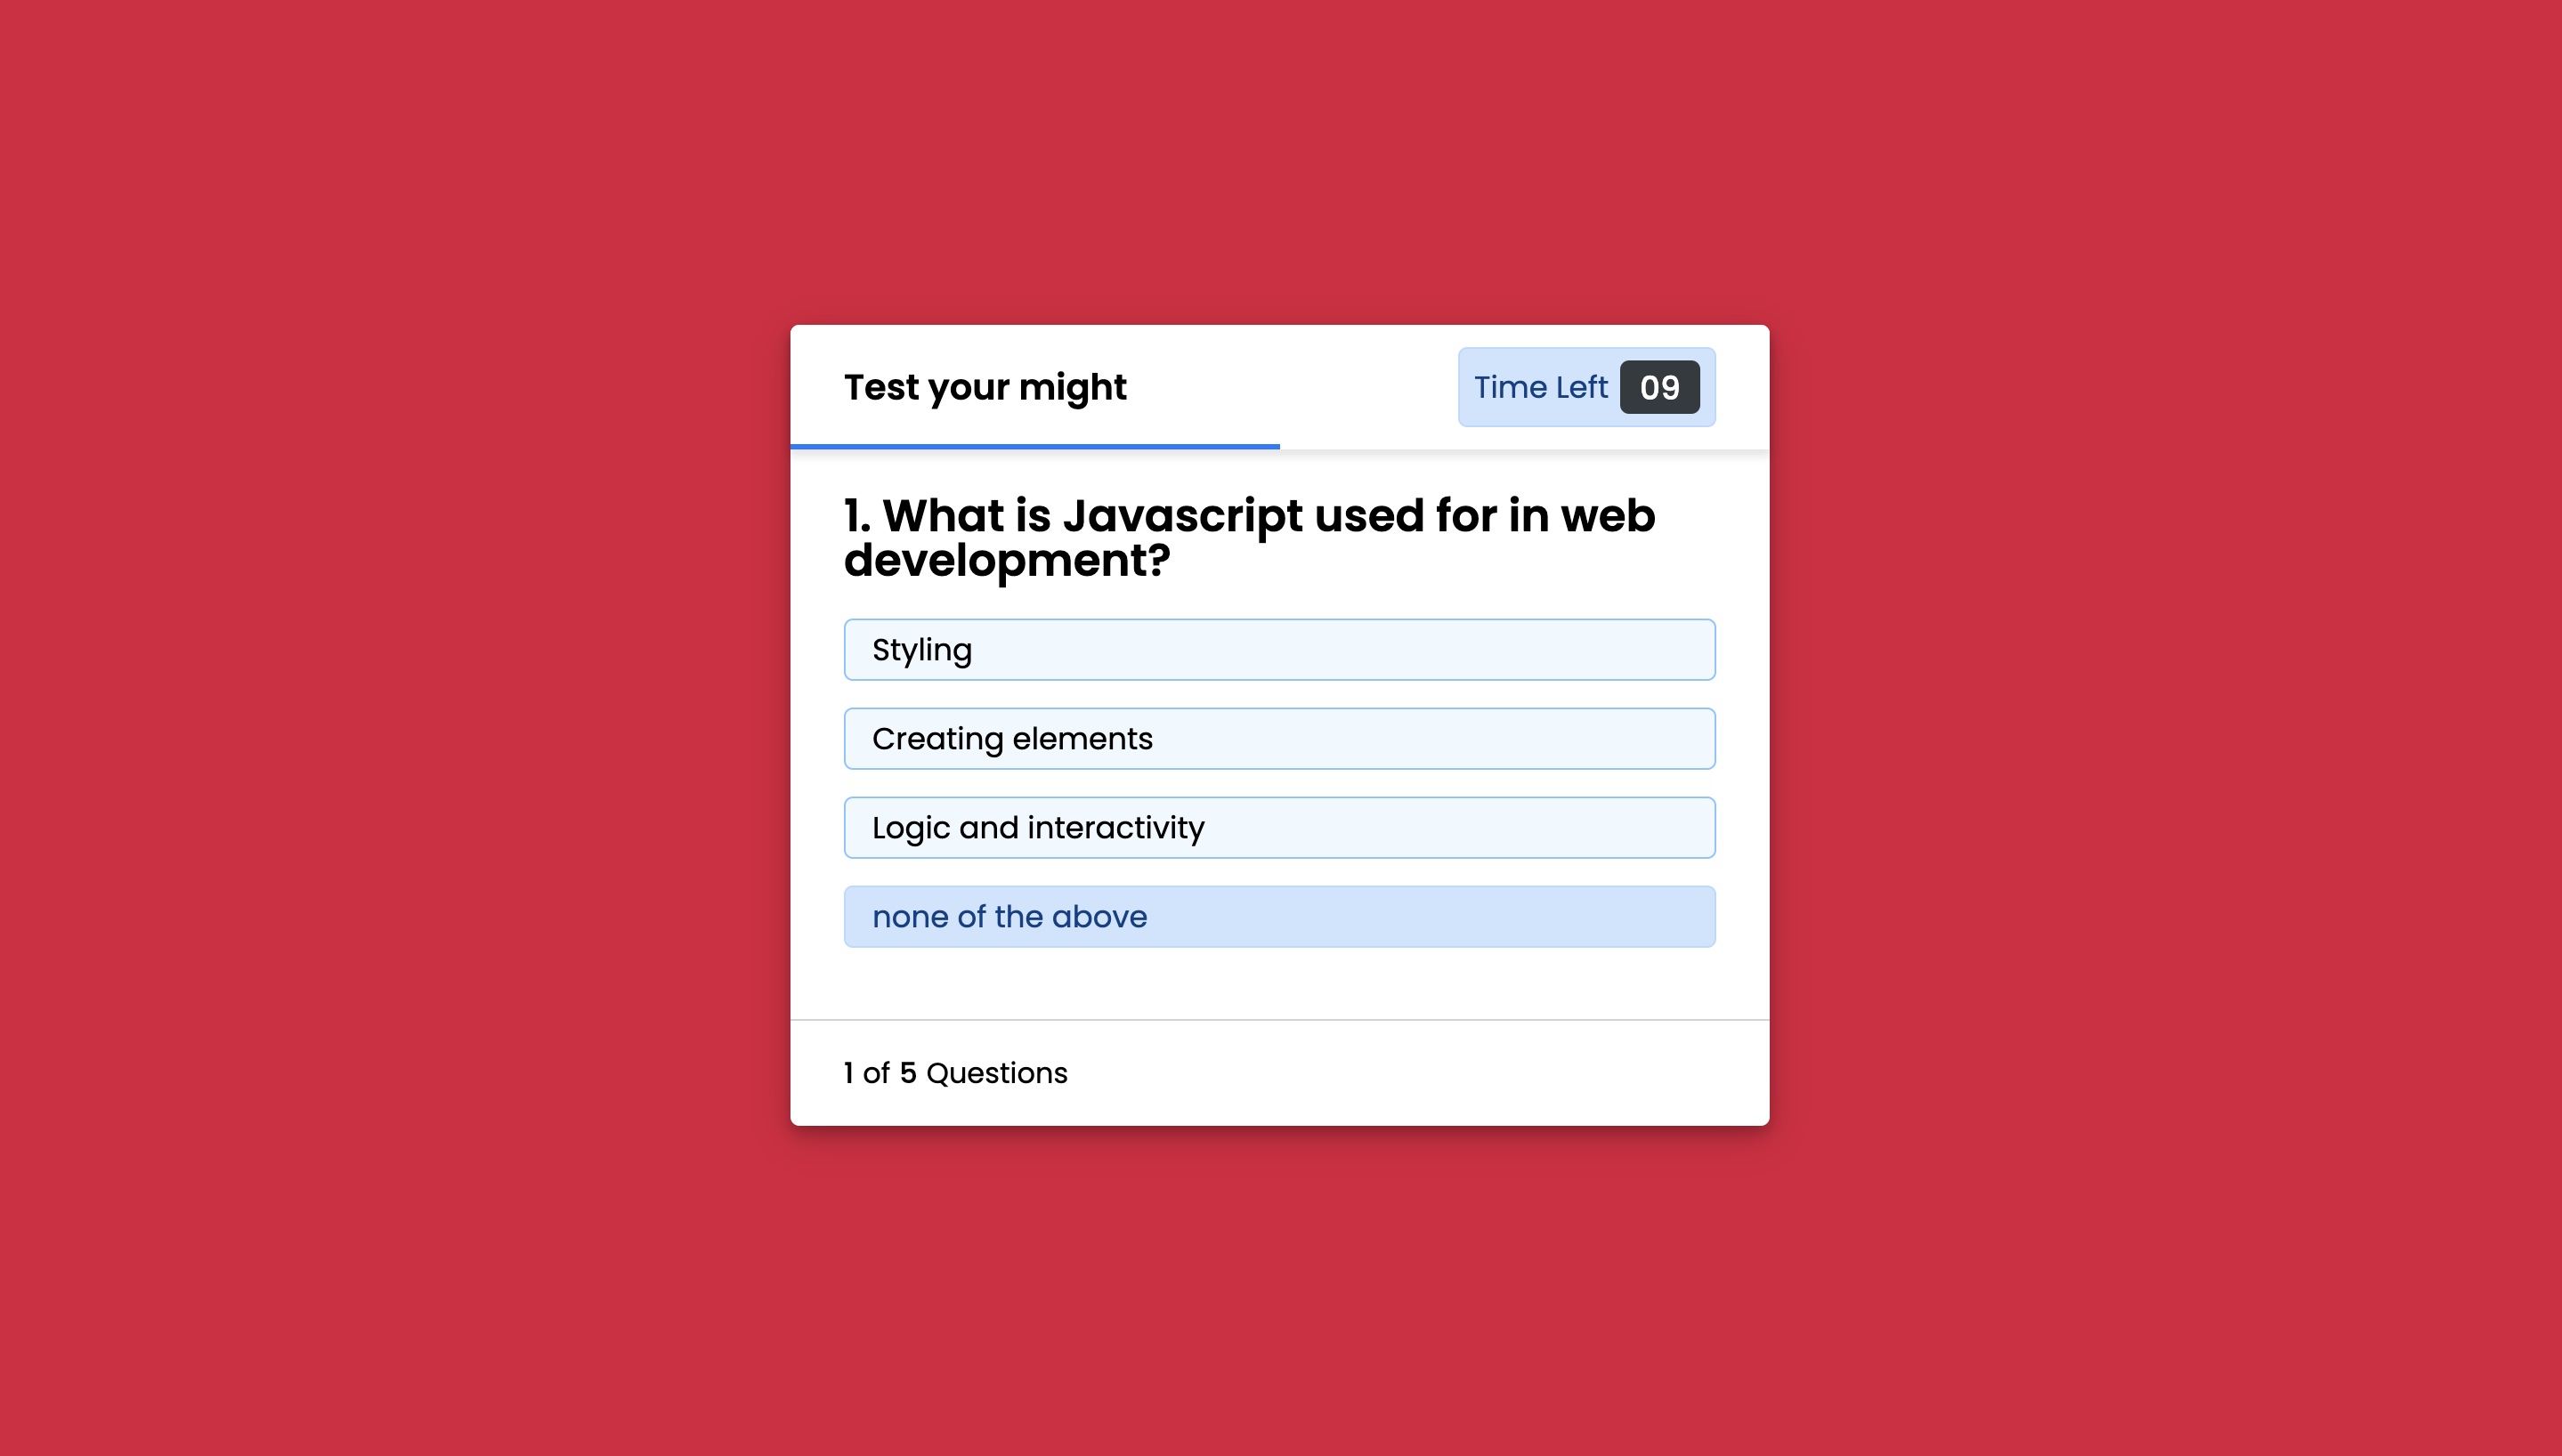 Test your might
Time Left 09
1. What is Javascript used for in web
development?
Styling
Creating elements
Logic and interactivity
none of the above
1 of 5 Questions